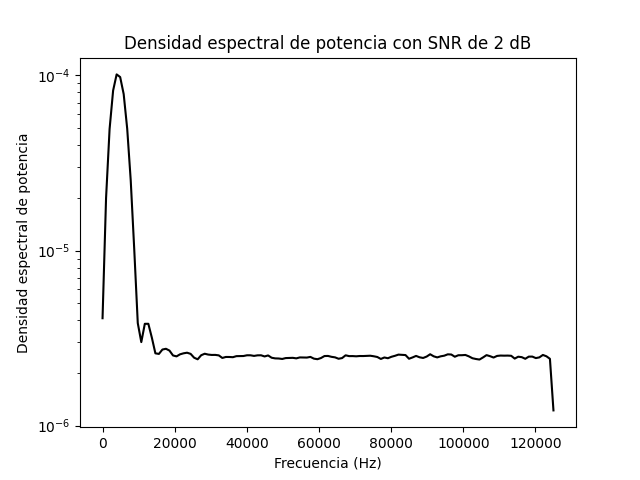 Densidad espectral de potencia con SNR de 2 dB
Densidad espectral de potencia
10⁻⁴
10⁻⁵
10⁻⁶
0 20000 40000 60000 80000 100000 120000
Frecuencia (Hz)